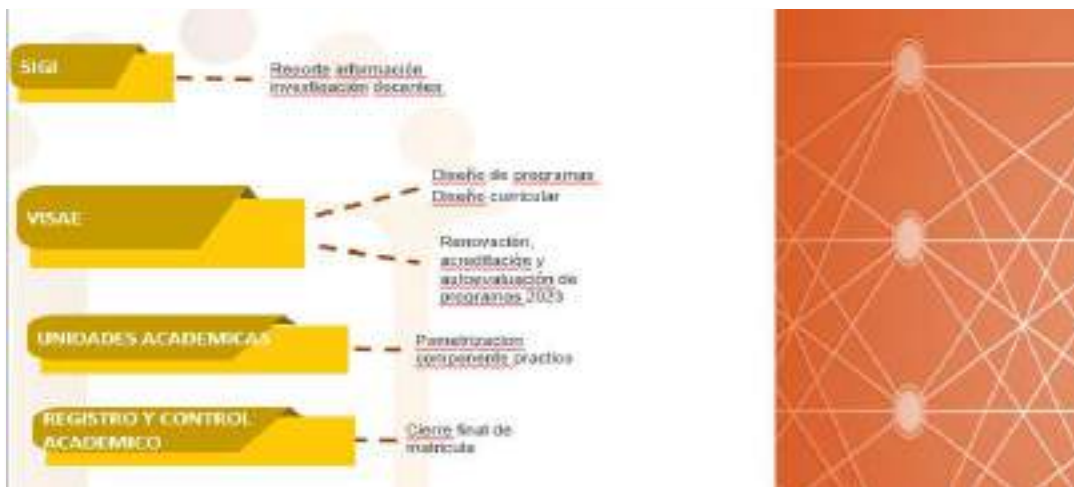 SIGI
Reporte información
investigación docentes
VISAE
Diseño de programas
Diseño curricular
Renovación,
acreditación y
autoevaluación de
programas 2023
UNIDADES ACADEMICAS
Pametrizacion
componente practico
REGISTRO Y CONTROL
ACADEMICO
Cierre final de
matricula